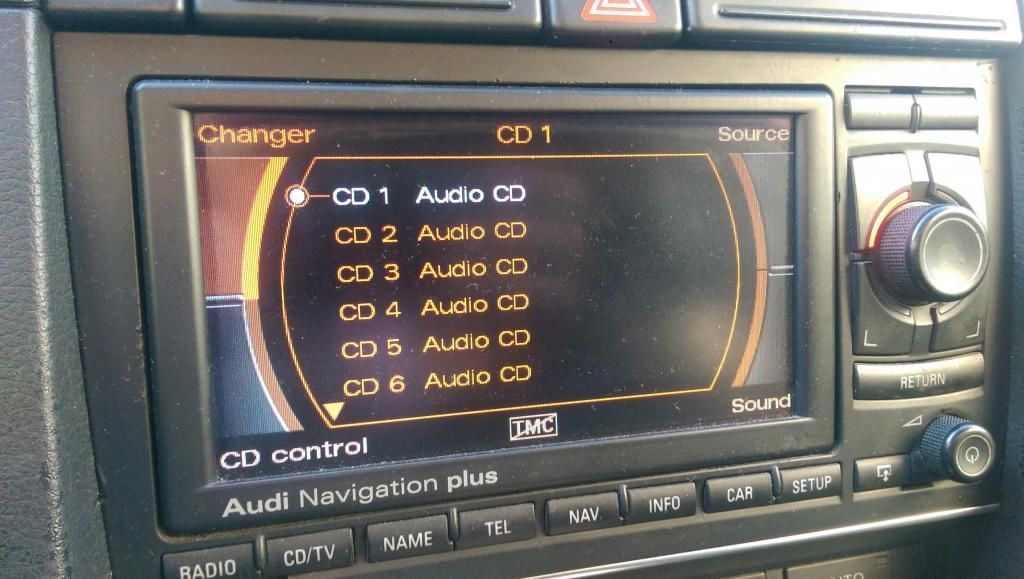 Changer CD 1 Source
CD 1 Audio CD
CD 2 Audio CD
CD 3 Audio CD
CD 4 Audio CD
CD 5 Audio CD
CD 6 Audio CD
CD control TMC Sound
Audi Navigation plus
RETURN
RADIO CD/TV NAME TEL NAV INFO CAR SETUP